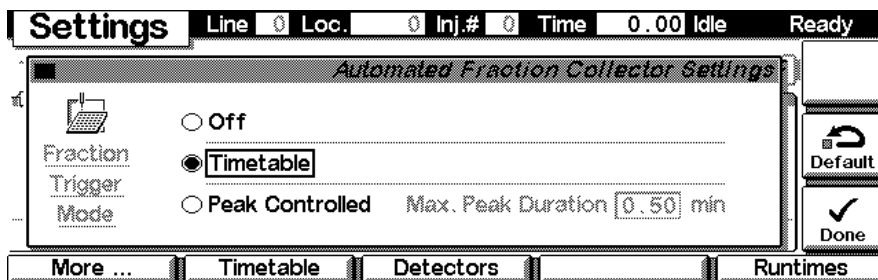 Settings Line 0 Loc. 0 Inj.# 0 Time 0.00 Idle Ready
Automated Fraction Collector Settings
Fraction
Trigger
Mode
Off
Timetable
Peak Controlled Max. Peak Duration 0.50 min
Default
Done
More ... Timetable Detectors Runtimes